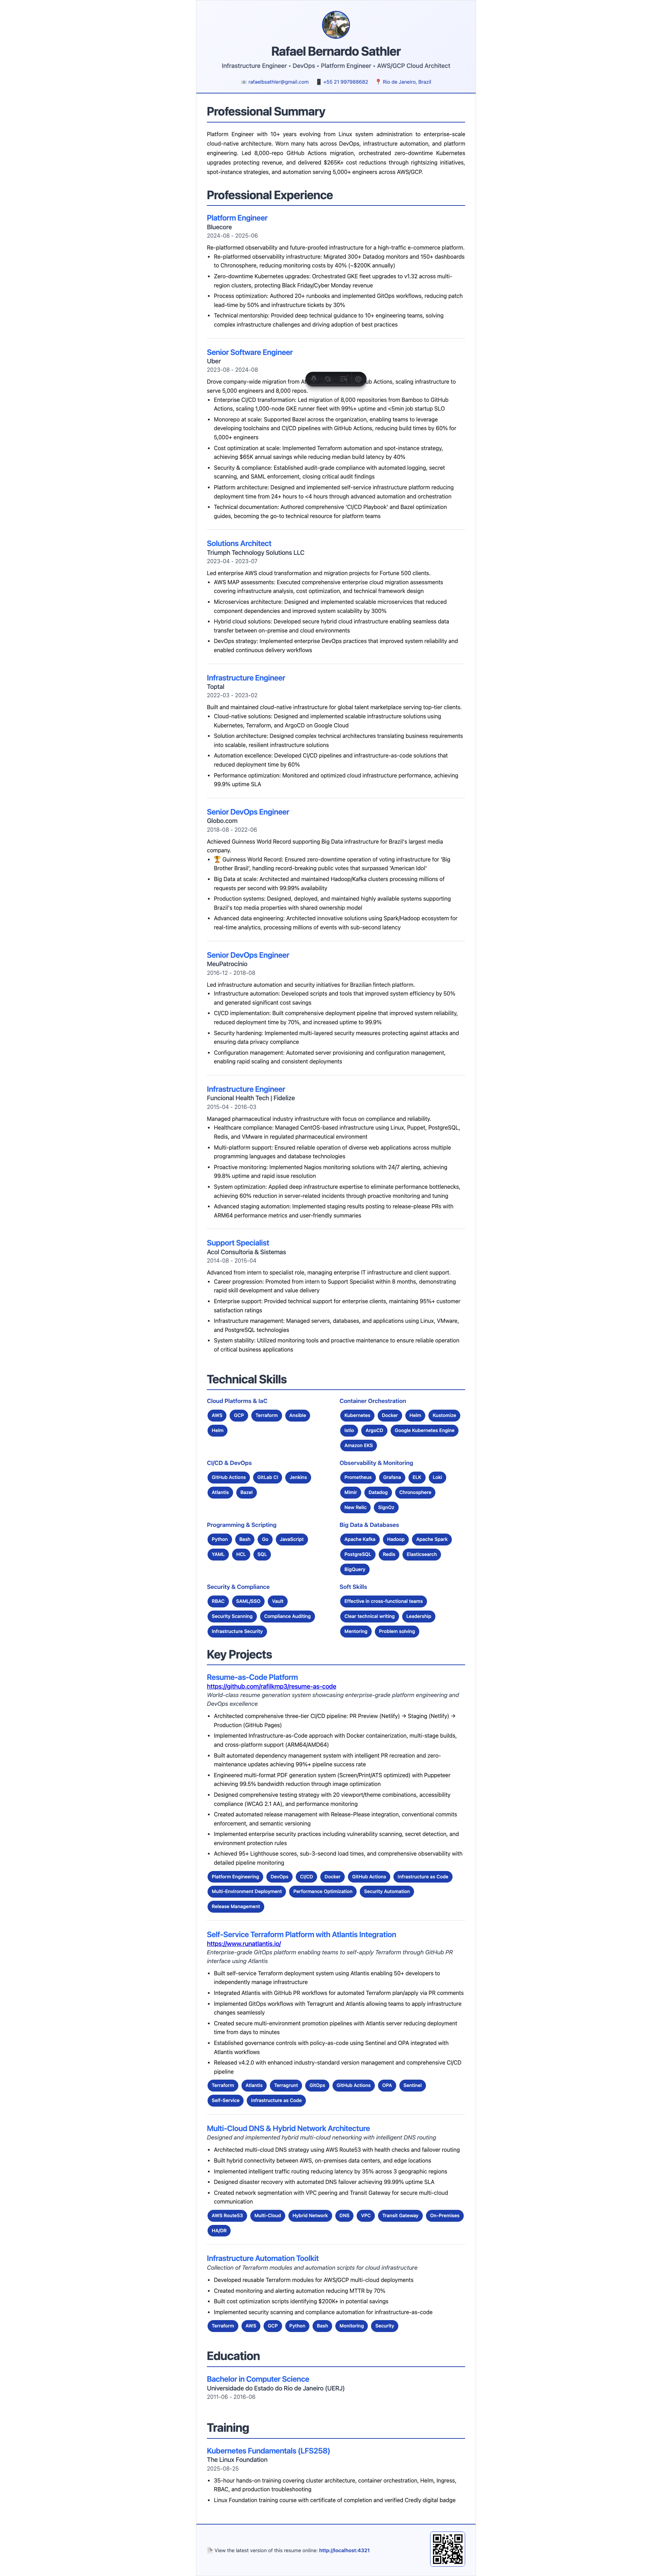 Rafael Bernardo Sathler
Infrastructure Engineer • DevOps • Platform Engineer • AWS/GCP Cloud Architect
rafaelbsathler@gmail.com +55 21 997988682 Rio de Janeiro, Brazil
Professional Summary
Platform Engineer with 10+ years evolving from Linux system administration to enterprise-scale
cloud-native architecture. Worn many hats across DevOps, infrastructure automation, and platform
engineering. Led 8,000-repo GitHub Actions migration, orchestrated zero-downtime Kubernetes
upgrades protecting revenue, and delivered $265K+ cost reductions through rightsizing initiatives,
spot-instance strategies, and automation serving 5,000+ engineers across AWS/GCP.
Professional Experience
Platform Engineer
Bluecore
2024-08 - 2025-06
Re-platformed observability and future-proofed infrastructure for a high-traffic e-commerce platform.
• Re-platformed observability infrastructure: Migrated 300+ Datadog monitors and 150+ dashboards
to Chronosphere, reducing monitoring costs by 40% (~$200K annually)
• Zero-downtime Kubernetes upgrades: Orchestrated GKE fleet upgrades to v1.32 across multi-
region clusters, protecting Black Friday/Cyber Monday revenue
• Process optimization: Authored 20+ runbooks and implemented GitOps workflows, reducing patch
lead-time by 50% and infrastructure tickets by 30%
• Technical mentorship: Provided deep technical guidance to 10+ engineering teams, solving
complex infrastructure challenges and driving adoption of best practices
Senior Software Engineer
Uber
2023-08 - 2024-08
Drove company-wide migration from Actions, scaling infrastructure to
serve 5,000 engineers and 8,000 repos.
• Enterprise CI/CD transformation: Led migration of 8,000 repositories from Bamboo to GitHub
Actions, scaling 1,000-node GKE runner fleet with 99%+ uptime and <5min job startup SLO
• Monorepo at scale: Supported Bazel across the organization, enabling teams to leverage
developing toolchains and CI/CD pipelines with GitHub Actions, reducing build times by 60% for
5,000+ engineers
• Cost optimization at scale: Implemented Terraform automation and spot-instance strategy,
achieving $65K annual savings while reducing median build latency by 40%
• Security & compliance: Established audit-grade compliance with automated logging, secret
scanning, and SAML enforcement, closing critical audit findings
• Platform architecture: Designed and implemented self-service infrastructure platform reducing
deployment time from 24+ hours to <4 hours through advanced automation and orchestration
• Technical documentation: Authored comprehensive 'CI/CD Playbook' and Bazel optimization
guides, becoming the go-to technical resource for platform teams
Solutions Architect
Triumph Technology Solutions LLC
2023-04 - 2023-07
Led enterprise AWS cloud transformation and migration projects for Fortune 500 clients.
• AWS MAP assessments: Executed comprehensive enterprise cloud migration assessments
covering infrastructure analysis, cost optimization, and technical framework design
• Microservices architecture: Designed and implemented scalable microservices that reduced
component dependencies and improved system scalability by 300%
• Hybrid cloud solutions: Developed secure hybrid cloud infrastructure enabling seamless data
transfer between on-premise and cloud environments
• DevOps strategy: Implemented enterprise DevOps practices that improved system reliability and
enabled continuous delivery workflows
Infrastructure Engineer
Toptal
2022-03 - 2023-02
Built and maintained cloud-native infrastructure for global talent marketplace serving top-tier clients.
• Cloud-native solutions: Designed and implemented scalable infrastructure solutions using
Kubernetes, Terraform, and ArgoCD on Google Cloud
• Solution architecture: Designed complex technical architectures translating business requirements
into scalable, resilient infrastructure solutions
• Automation excellence: Developed CI/CD pipelines and infrastructure-as-code solutions that
reduced deployment time by 60%
• Performance optimization: Monitored and optimized cloud infrastructure performance, achieving
99.9% uptime SLA
Senior DevOps Engineer
Globo.com
2018-08 - 2022-06
Achieved Guinness World Record supporting Big Data infrastructure for Brazil's largest media
company.
• 🏆 Guinness World Record: Ensured zero-downtime operation of voting infrastructure for 'Big
Brother Brasil', handling record-breaking public votes that surpassed 'American Idol'
• Big Data at scale: Architected and maintained Hadoop/Kafka clusters processing millions of
requests per second with 99.99% availability
• Production systems: Designed, deployed, and maintained highly available systems supporting
Brazil's top media properties with shared ownership model
• Advanced data engineering: Architected innovative solutions using Spark/Hadoop ecosystem for
real-time analytics, processing millions of events with sub-second latency
Senior DevOps Engineer
MeuPatrocínio
2016-12 - 2018-08
Led infrastructure automation and security initiatives for Brazilian fintech platform.
• Infrastructure automation: Developed scripts and tools that improved system efficiency by 50%
and generated significant cost savings
• CI/CD implementation: Built comprehensive deployment pipeline that improved system reliability,
reduced deployment time by 70%, and increased uptime to 99.9%
• Security hardening: Implemented multi-layered security measures protecting against attacks and
ensuring data privacy compliance
• Configuration management: Automated server provisioning and configuration management,
enabling rapid scaling and consistent deployments
Infrastructure Engineer
Funcional Health Tech | Fidelize
2015-04 - 2016-03
Managed pharmaceutical industry infrastructure with focus on compliance and reliability.
• Healthcare compliance: Managed CentOS-based infrastructure using Linux, Puppet, PostgreSQL,
Redis, and VMware in regulated pharmaceutical environment
• Multi-platform support: Ensured reliable operation of diverse web applications across multiple
programming languages and database technologies
• Proactive monitoring: Implemented Nagios monitoring solutions with 24/7 alerting, achieving
99.8% uptime and rapid issue resolution
• System optimization: Applied deep infrastructure expertise to eliminate performance bottlenecks,
achieving 60% reduction in server-related incidents through proactive monitoring and tuning
• Advanced staging automation: Implemented staging results posting to release-please PRs with
ARM64 performance metrics and user-friendly summaries
Support Specialist
Acol Consultoria & Sistemas
2014-08 - 2015-04
Advanced from intern to specialist role, managing enterprise IT infrastructure and client support.
• Career progression: Promoted from intern to Support Specialist within 8 months, demonstrating
rapid skill development and value delivery
• Enterprise support: Provided technical support for enterprise clients, maintaining 95%+ customer
satisfaction ratings
• Infrastructure management: Managed servers, databases, and applications using Linux, VMware,
and PostgreSQL technologies
• System stability: Utilized monitoring tools and proactive maintenance to ensure reliable operation
of critical business applications
Technical Skills
Cloud Platforms & IaC
AWS GCP Terraform Ansible
Helm
Container Orchestration
Kubernetes Docker Helm Kustomize
Istio ArgoCD Google Kubernetes Engine
Amazon EKS
CI/CD & DevOps
GitHub Actions GitLab CI Jenkins
Atlantis Bazel
Observability & Monitoring
Prometheus Grafana ELK Loki
Mimir Datadog Chronosphere
New Relic SignOz
Programming & Scripting
Python Bash Go JavaScript
YAML HCL SQL
Big Data & Databases
Apache Kafka Hadoop Apache Spark
PostgreSQL Redis Elasticsearch
BigQuery
Security & Compliance
RBAC SAML/SSO Vault
Security Scanning Compliance Auditing
Infrastructure Security
Soft Skills
Effective in cross-functional teams
Clear technical writing Leadership
Mentoring Problem solving
Key Projects
Resume-as-Code Platform
https://github.com/rafilkmp3/resume-as-code
World-class resume generation system showcasing enterprise-grade platform engineering and
DevOps excellence
• Architected comprehensive three-tier CI/CD pipeline: PR Preview (Netlify) → Staging (Netlify) →
Production (GitHub Pages)
• Implemented Infrastructure-as-Code approach with Docker containerization, multi-stage builds,
and cross-platform support (ARM64/AMD64)
• Built automated dependency management system with intelligent PR recreation and zero-
maintenance updates achieving 99%+ pipeline success rate
• Engineered multi-format PDF generation system (Screen/Print/ATS optimized) with Puppeteer
achieving 99.5% bandwidth reduction through image optimization
• Designed comprehensive testing strategy with 20 viewport/theme combinations, accessibility
compliance (WCAG 2.1 AA), and performance monitoring
• Created automated release management with Release-Please integration, conventional commits
enforcement, and semantic versioning
• Implemented enterprise security practices including vulnerability scanning, secret detection, and
environment protection rules
• Achieved 95+ Lighthouse scores, sub-3-second load times, and comprehensive observability with
detailed pipeline monitoring
Platform Engineering DevOps CI/CD Docker GitHub Actions Infrastructure as Code
Multi-Environment Deployment Performance Optimization Security Automation
Release Management
Self-Service Terraform Platform with Atlantis Integration
https://www.runatlantis.io/
Enterprise-grade GitOps platform enabling teams to self-apply Terraform through GitHub PR
interface using Atlantis
• Built self-service Terraform deployment system using Atlantis enabling 50+ developers to
independently manage infrastructure
• Integrated Atlantis with GitHub PR workflows for automated Terraform plan/apply via PR comments
• Implemented GitOps workflows with Terragrunt and Atlantis allowing teams to apply infrastructure
changes seamlessly
• Created secure multi-environment promotion pipelines with Atlantis server reducing deployment
time from days to minutes
• Established governance controls with policy-as-code using Sentinel and OPA integrated with
Atlantis workflows
• Released v4.2.0 with enhanced industry-standard version management and comprehensive CI/CD
pipeline
Terraform Atlantis Terragrunt GitOps GitHub Actions OPA Sentinel
Self-Service Infrastructure as Code
Multi-Cloud DNS & Hybrid Network Architecture
Designed and implemented hybrid multi-cloud networking with intelligent DNS routing
• Architected multi-cloud DNS strategy using AWS Route53 with health checks and failover routing
• Built hybrid connectivity between AWS, on-premises data centers, and edge locations
• Implemented intelligent traffic routing reducing latency by 35% across 3 geographic regions
• Designed disaster recovery with automated DNS failover achieving 99.99% uptime SLA
• Created network segmentation with VPC peering and Transit Gateway for secure multi-cloud
communication
AWS Route53 Multi-Cloud Hybrid Network DNS VPC Transit Gateway On-Premises
HA/DR
Infrastructure Automation Toolkit
Collection of Terraform modules and automation scripts for cloud infrastructure
• Developed reusable Terraform modules for AWS/GCP multi-cloud deployments
• Created monitoring and alerting automation reducing MTTR by 70%
• Built cost optimization scripts identifying $200K+ in potential savings
• Implemented security scanning and compliance automation for infrastructure-as-code
Terraform AWS GCP Python Bash Monitoring Security
Education
Bachelor in Computer Science
Universidade do Estado do Rio de Janeiro (UERJ)
2011-06 - 2016-06
Training
Kubernetes Fundamentals (LFS258)
The Linux Foundation
2025-08-25
• 35-hour hands-on training covering cluster architecture, container orchestration, Helm, Ingress,
RBAC, and production troubleshooting
• Linux Foundation training course with certificate of completion and verified Credly digital badge
View the latest version of this resume online: http://localhost:4321